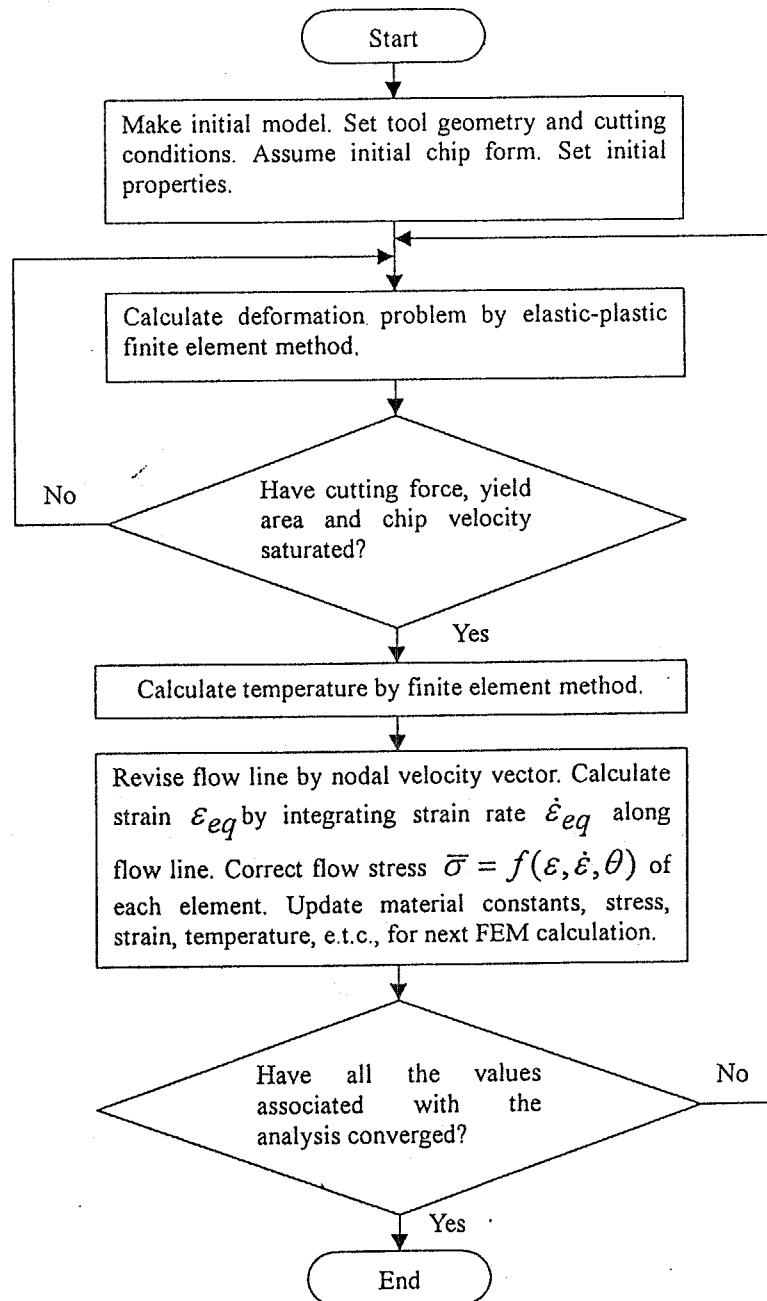 Start
Make initial model. Set tool geometry and cutting
conditions. Assume initial chip form. Set initial
properties.
Calculate deformation problem by elastic-plastic
finite element method.
No
Have cutting force, yield
area and chip velocity
saturated?
Yes
Calculate temperature by finite element method.
Revise flow line by nodal velocity vector. Calculate
strain εeq by integrating strain rate ε̇eq along
flow line. Correct flow stress σ̅ = f(ε, ε̇, θ) of
each element. Update material constants, stress,
strain, temperature, e.t.c., for next FEM calculation.
Have all the values
associated with the
analysis converged?
No
Yes
End